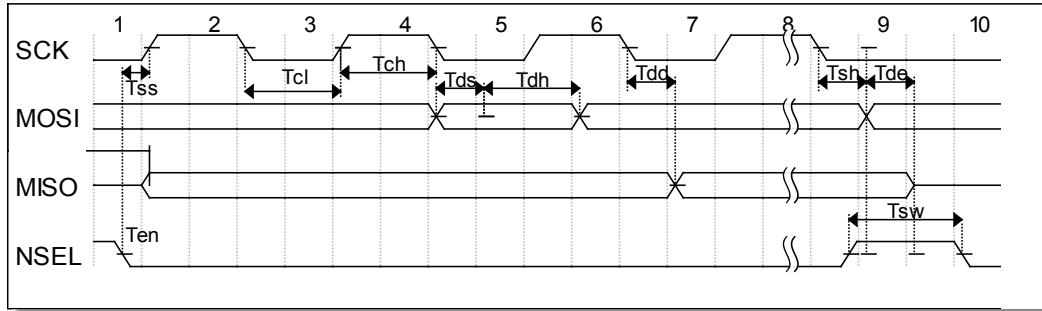 1 2 3 4 5 6 7 8 9 10
SCK
Tss Tcl Tch Tds Tdh Tdd Tsh Tde
MOSI
MISO
Tsw
Ten
NSEL